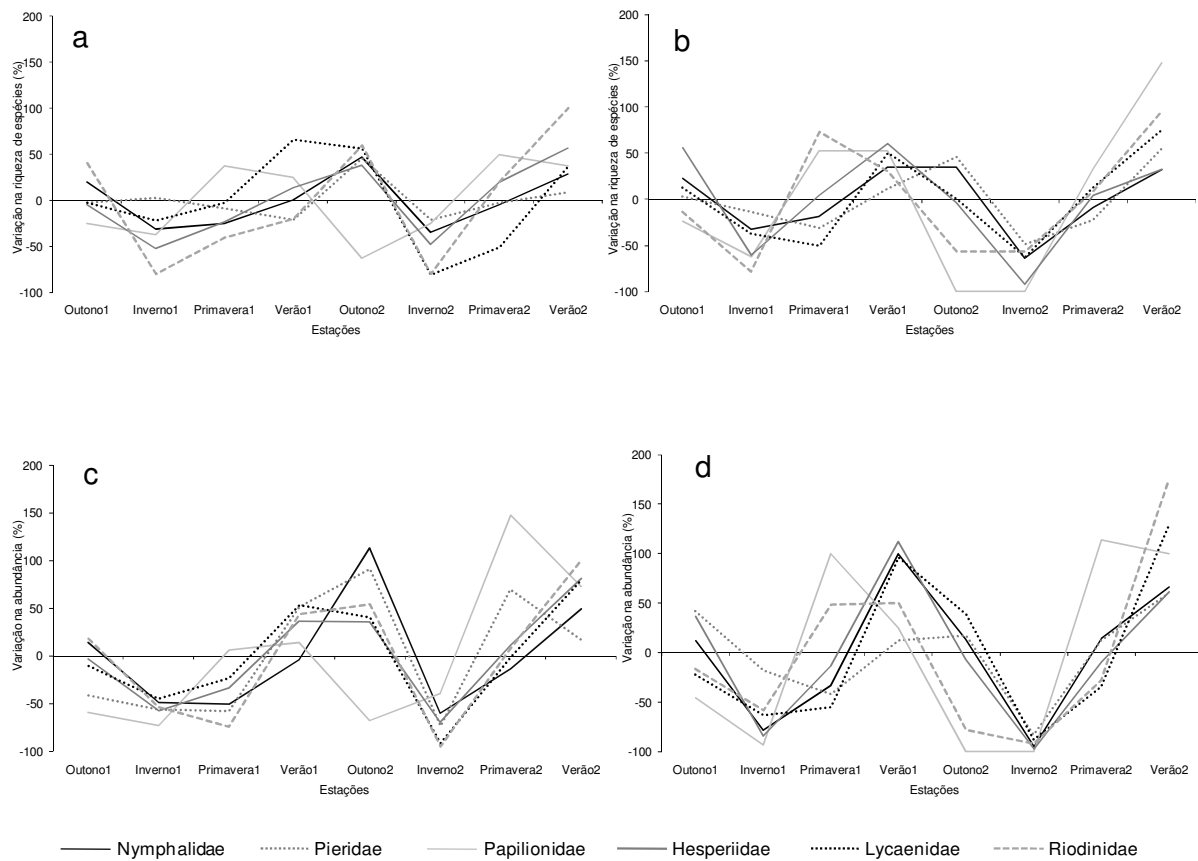 a
Variação na riqueza de espécies (%)
200
150
100
50
0
-50
-100
Outono1 Inverno1 Primavera1 Verão1 Outono2 Inverno2 Primavera2 Verão2
Estações
b
Variação na riqueza de espécies (%)
200
150
100
50
0
-50
-100
Outono1 Inverno1 Primavera1 Verão1 Outono2 Inverno2 Primavera2 Verão2
Estações
c
Variação na abundância (%)
200
150
100
50
0
-50
-100
Outono1 Inverno1 Primavera1 Verão1 Outono2 Inverno2 Primavera2 Verão2
Estações
d
Variação na abundância (%)
200
150
100
50
0
-50
-100
Outono1 Inverno1 Primavera1 Verão1 Outono2 Inverno2 Primavera2 Verão2
Estações
Nymphalidae Pieridae Papilionidae Hesperiidae Lycaenidae Riodinidae